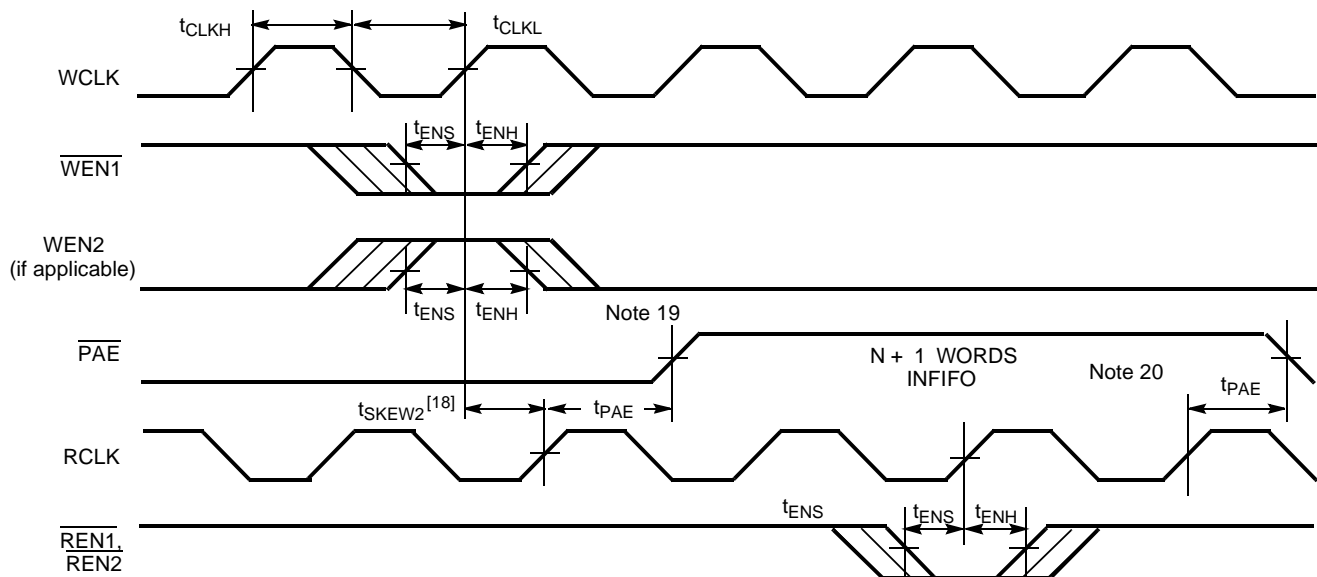 tCLKH tCLKL
WCLK
tENS tENH
WEN1
WEN2
(if applicable)
tENS tENH
Note 19
PAE
N + 1 WORDS
INFIFO
Note 20
tPAE
tSKEW2 [18] tPAE
RCLK
tENS tENS tENH
REN1,
REN2